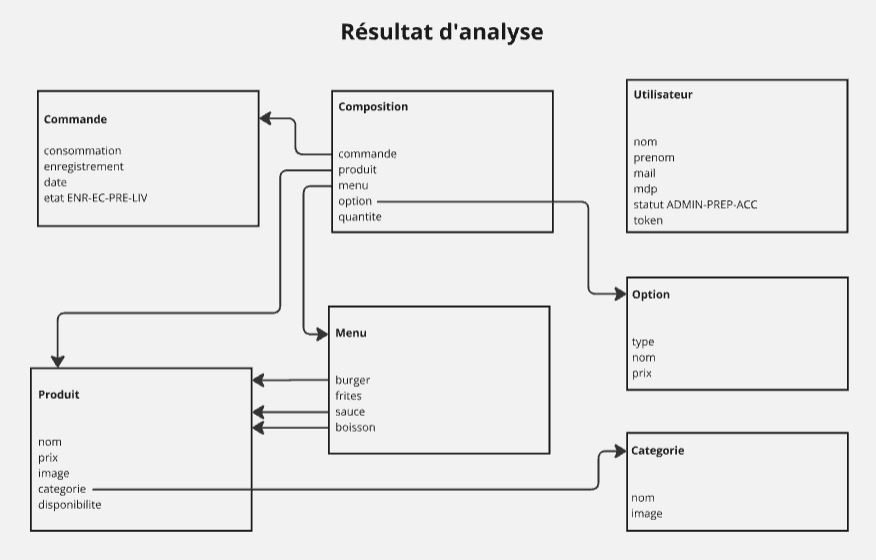 Résultat d'analyse
Commande
consommation
enregistrement
date
etat ENR-EC-PRE-LIV
Composition
commande
produit
menu
option
quantite
Utilisateur
nom
prenom
mail
mdp
statut ADMIN-PREP-ACC
token
Option
type
nom
prix
Menu
burger
frites
sauce
boisson
Produit
nom
prix
image
categorie
disponibilite
Categorie
nom
image